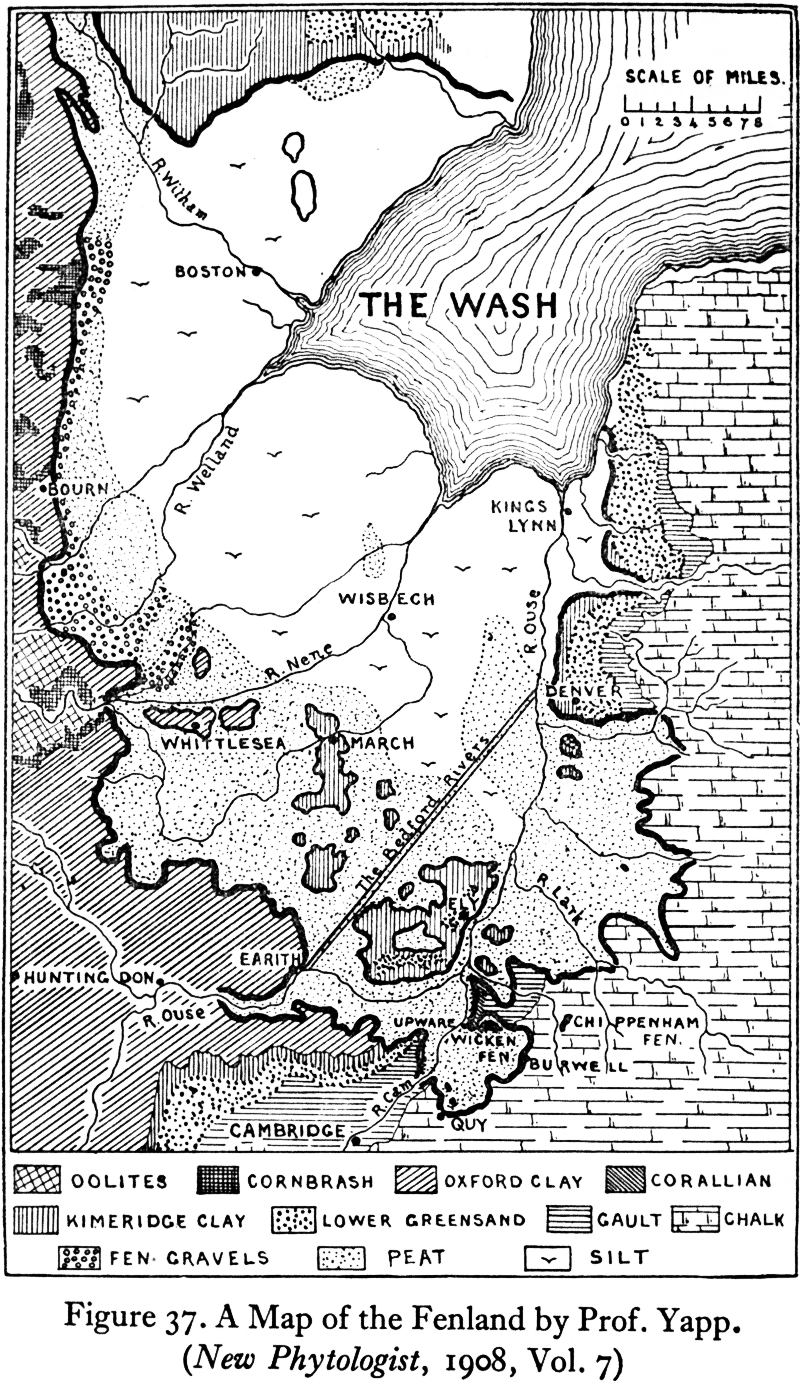 SCALE OF MILES.
0 1 2 3 4 5 6 7 8
R. Witham
BOSTON
THE WASH
R. Welland
BOURN
KINGS
LYNN
WISBECH
R. Ouse
R. Nene
DENVER
WHITTLESEA
MARCH
The Bedford Rivers
R. Lark
ELY
EARITH
HUNTINGDON
R. Ouse
UPWARE
WICKEN
FEN
CHIPPENHAM
FEN.
BURWELL
R. Cam
CAMBRIDGE
QUY
OOLITES CORNBRASH OXFORD CLAY CORALLIAN
KIMERIDGE CLAY LOWER GREENSAND GAULT CHALK
FEN GRAVELS PEAT SILT
Figure 37. A Map of the Fenland by Prof. Yapp.
(New Phytologist, 1908, Vol. 7)